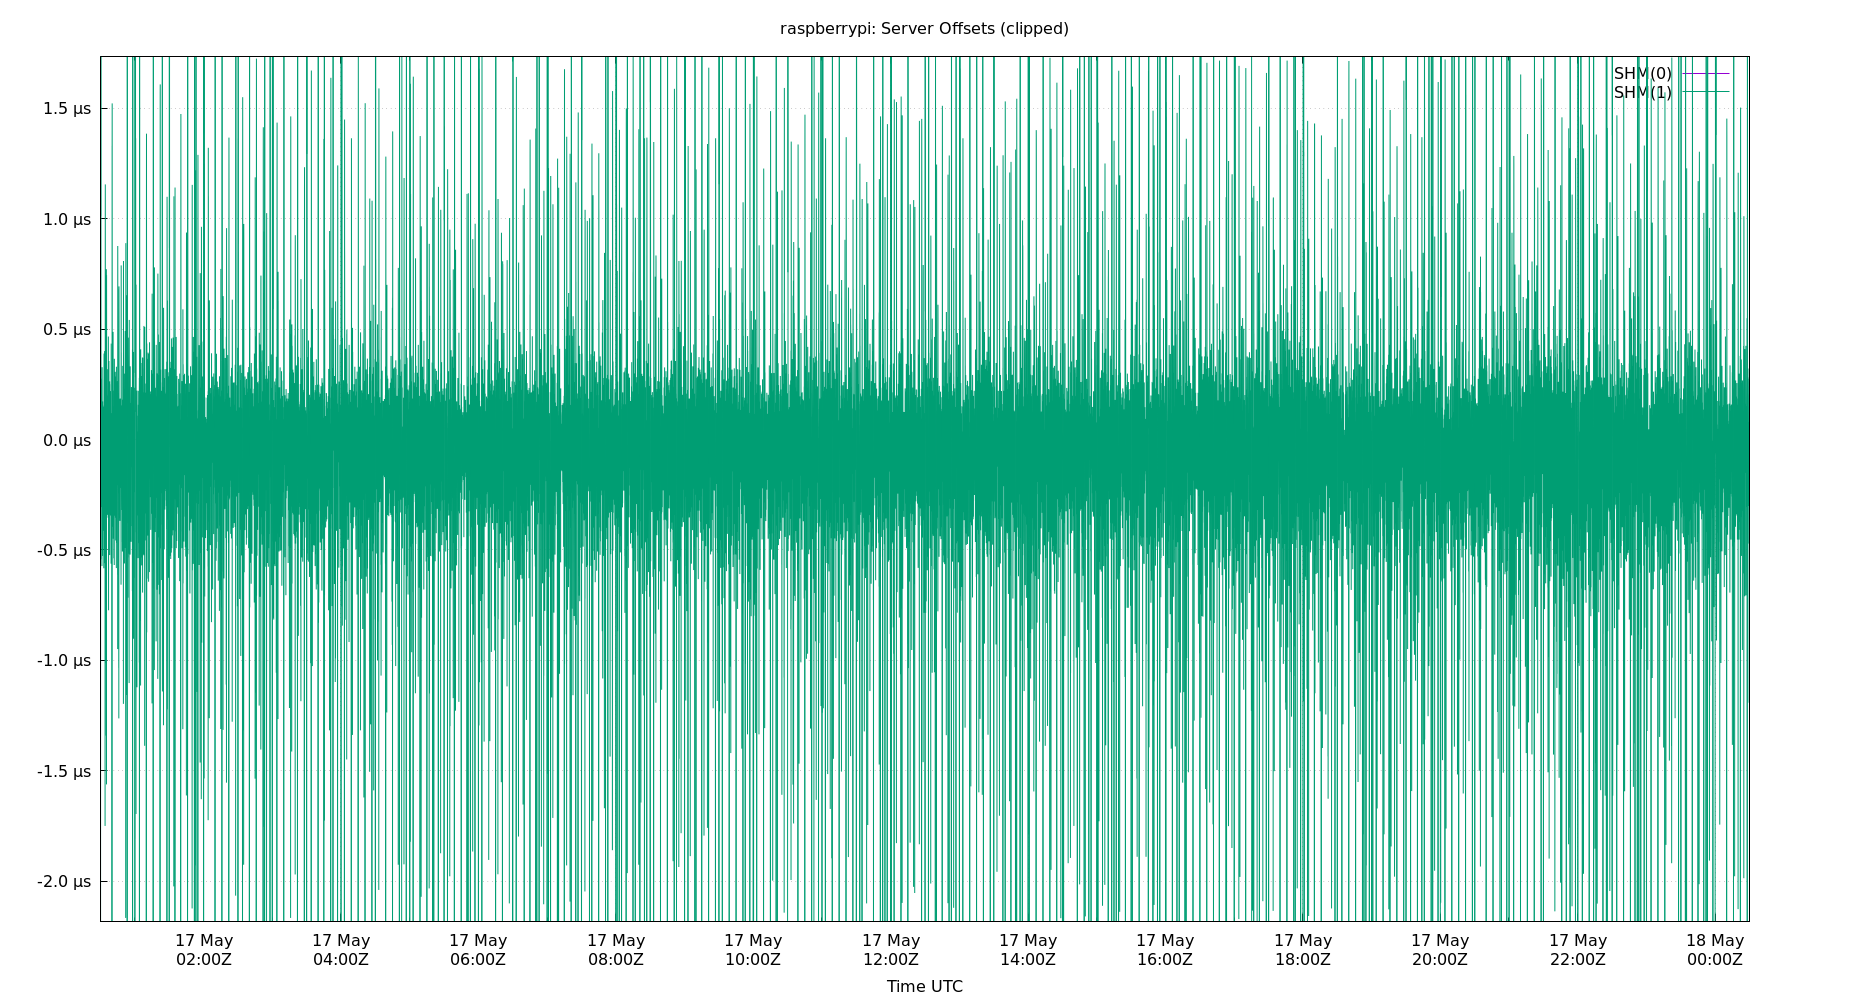 raspberrypi: Server Offsets (clipped)
SHM(0)
SHM(1)
1.5 µs
1.0 µs
0.5 µs
0.0 µs
-0.5 µs
-1.0 µs
-1.5 µs
-2.0 µs
17 May 17 May 17 May 17 May 17 May 17 May 17 May 17 May 17 May 17 May 17 May 18 May
02:00Z 04:00Z 06:00Z 08:00Z 10:00Z 12:00Z 14:00Z 16:00Z 18:00Z 20:00Z 22:00Z 00:00Z
Time UTC